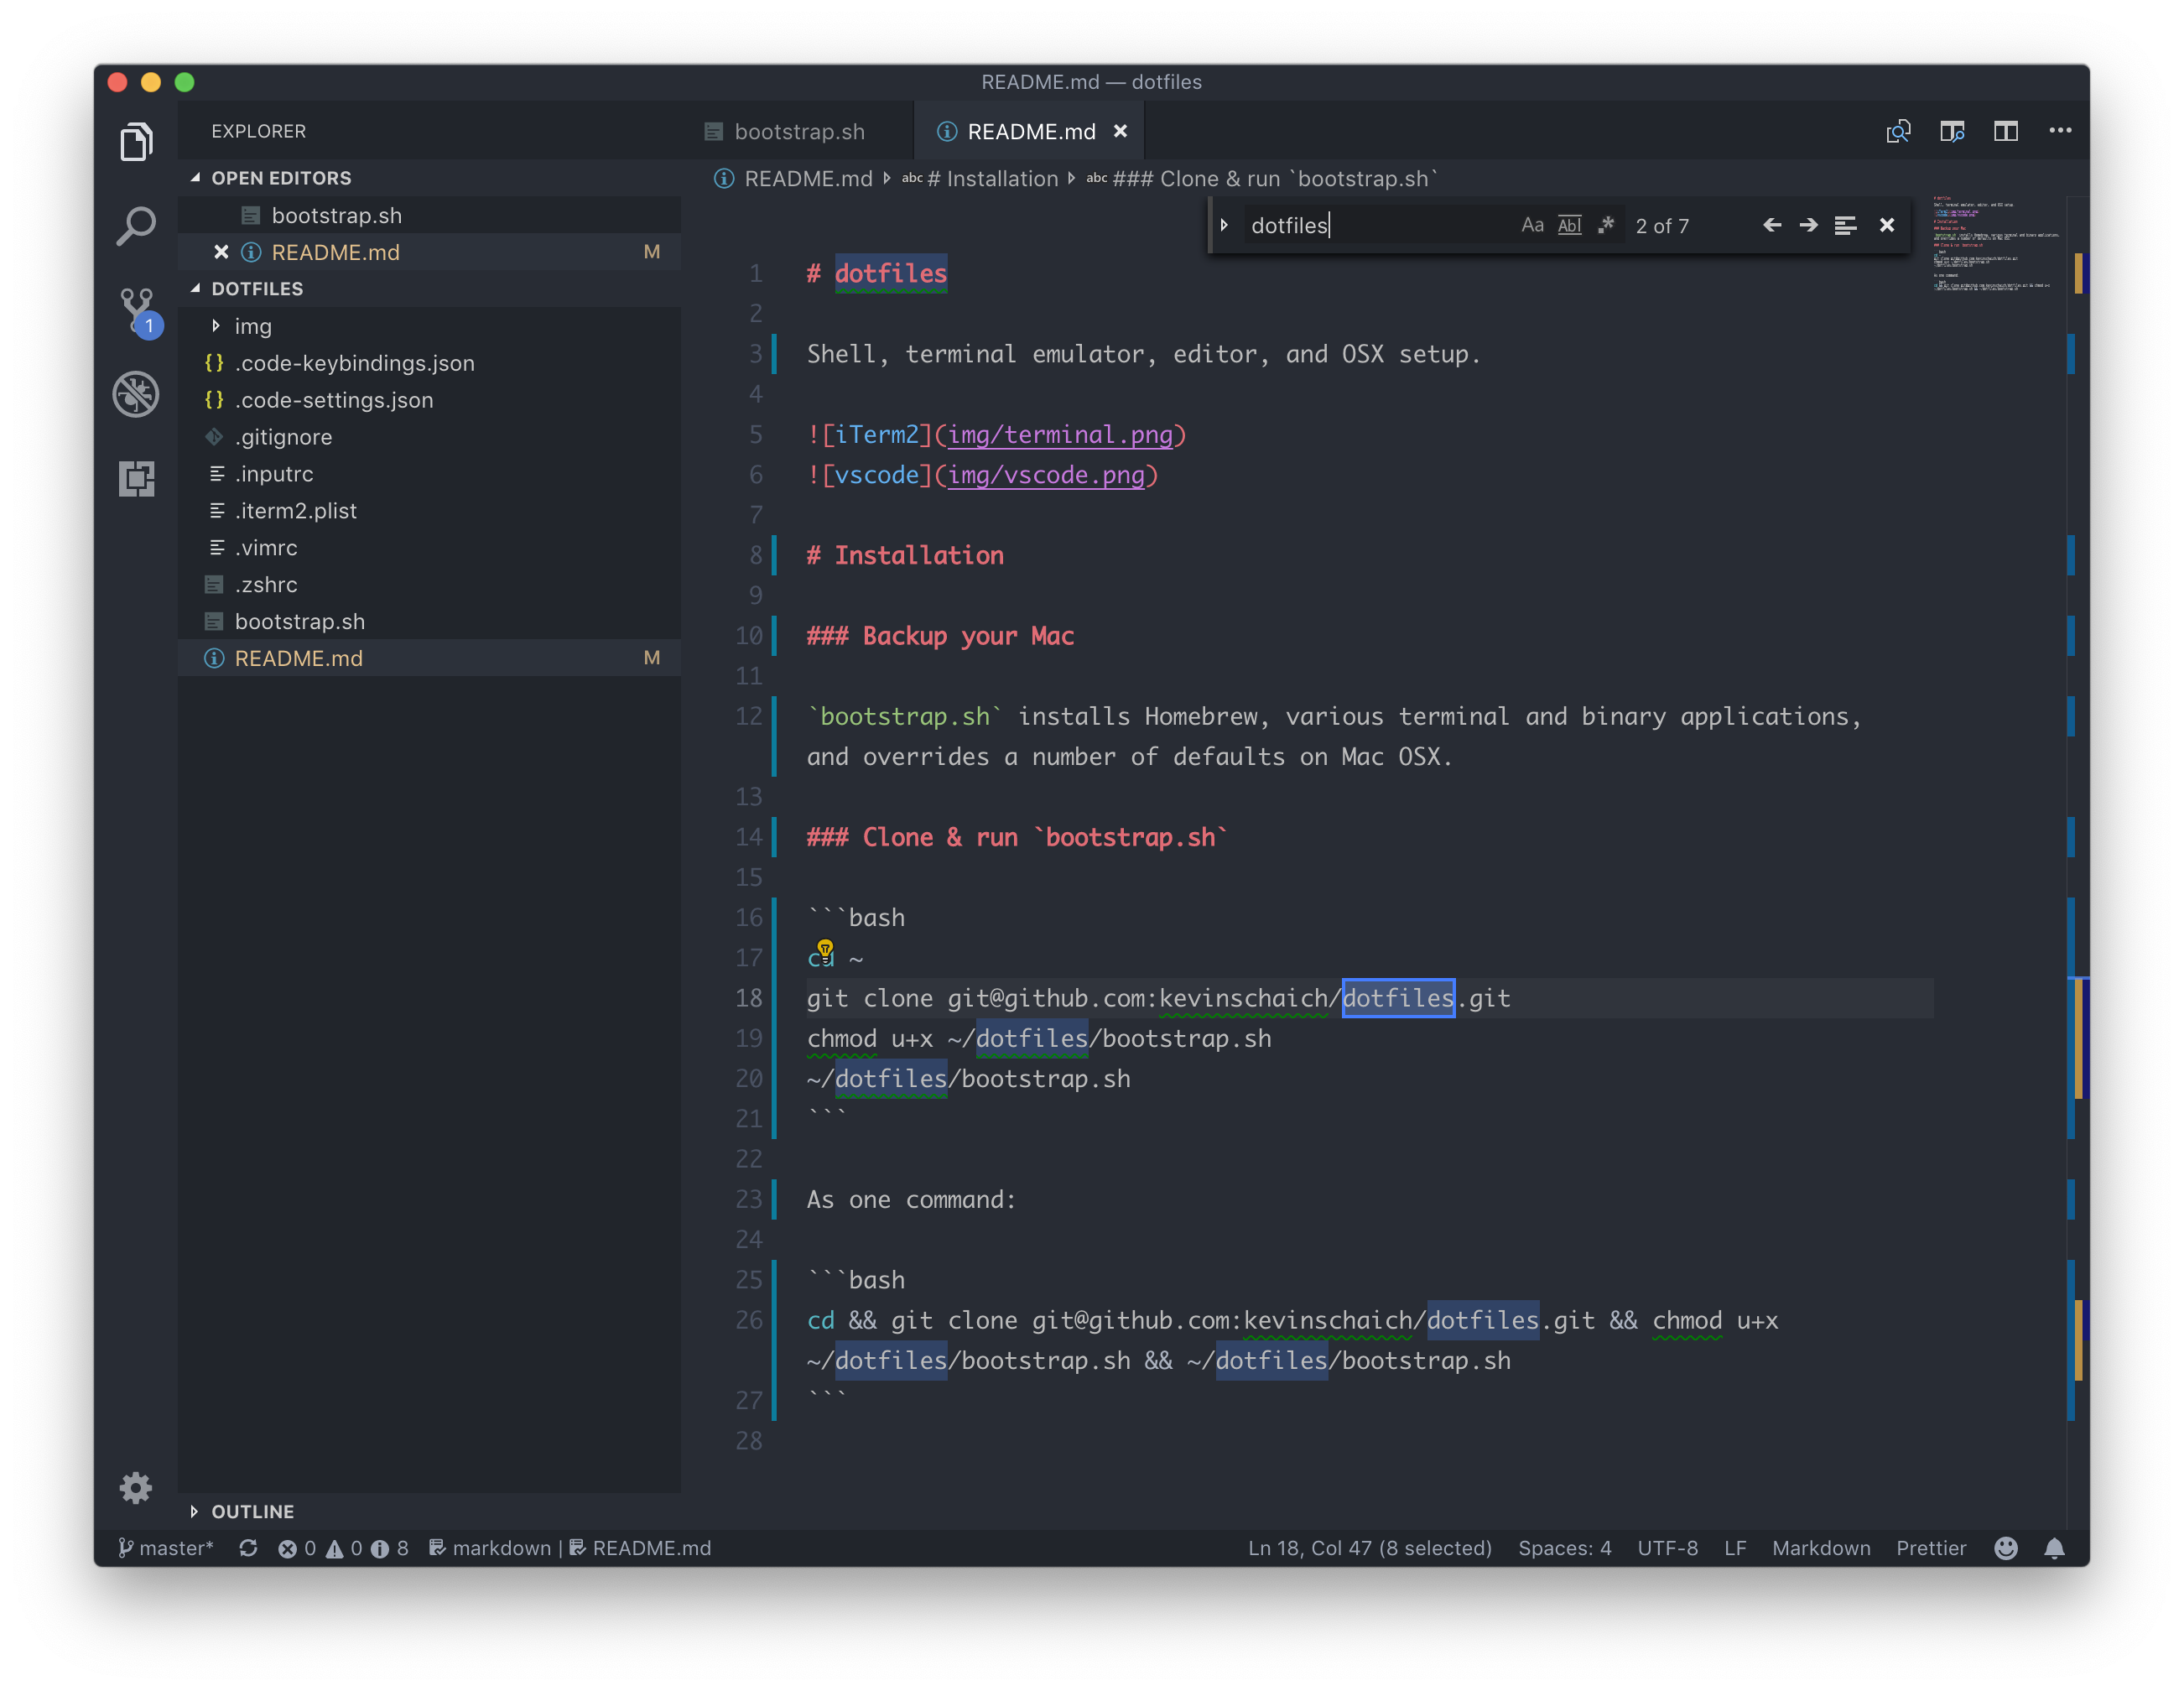 README.md — dotfiles
EXPLORER
OPEN EDITORS
bootstrap.sh
README.md M
DOTFILES
img
.code-keybindings.json
.code-settings.json
.gitignore
.inputrc
.iterm2.plist
.vimrc
.zshrc
bootstrap.sh
README.md M
OUTLINE
1
bootstrap.sh README.md
README.md abc # Installation abc ### Clone & run `bootstrap.sh`
dotfiles Aa Abl .* 2 of 7
1 # dotfiles
2
3 Shell, terminal emulator, editor, and OSX setup.
4
5 ![iTerm2](img/terminal.png)
6 ![vscode](img/vscode.png)
7
8 # Installation
9
10 ### Backup your Mac
11
12 `bootstrap.sh` installs Homebrew, various terminal and binary applications,
and overrides a number of defaults on Mac OSX.
13
14 ### Clone & run `bootstrap.sh`
15
16 ```bash
17 cd ~
18 git clone git@github.com:kevinschaich/dotfiles.git
19 chmod u+x ~/dotfiles/bootstrap.sh
20 ~/dotfiles/bootstrap.sh
21 ```
22
23 As one command:
24
25 ```bash
26 cd && git clone git@github.com:kevinschaich/dotfiles.git && chmod u+x
~/dotfiles/bootstrap.sh && ~/dotfiles/bootstrap.sh
27 ```
28
master* 0 0 8 markdown | README.md Ln 18, Col 47 (8 selected) Spaces: 4 UTF-8 LF Markdown Prettier